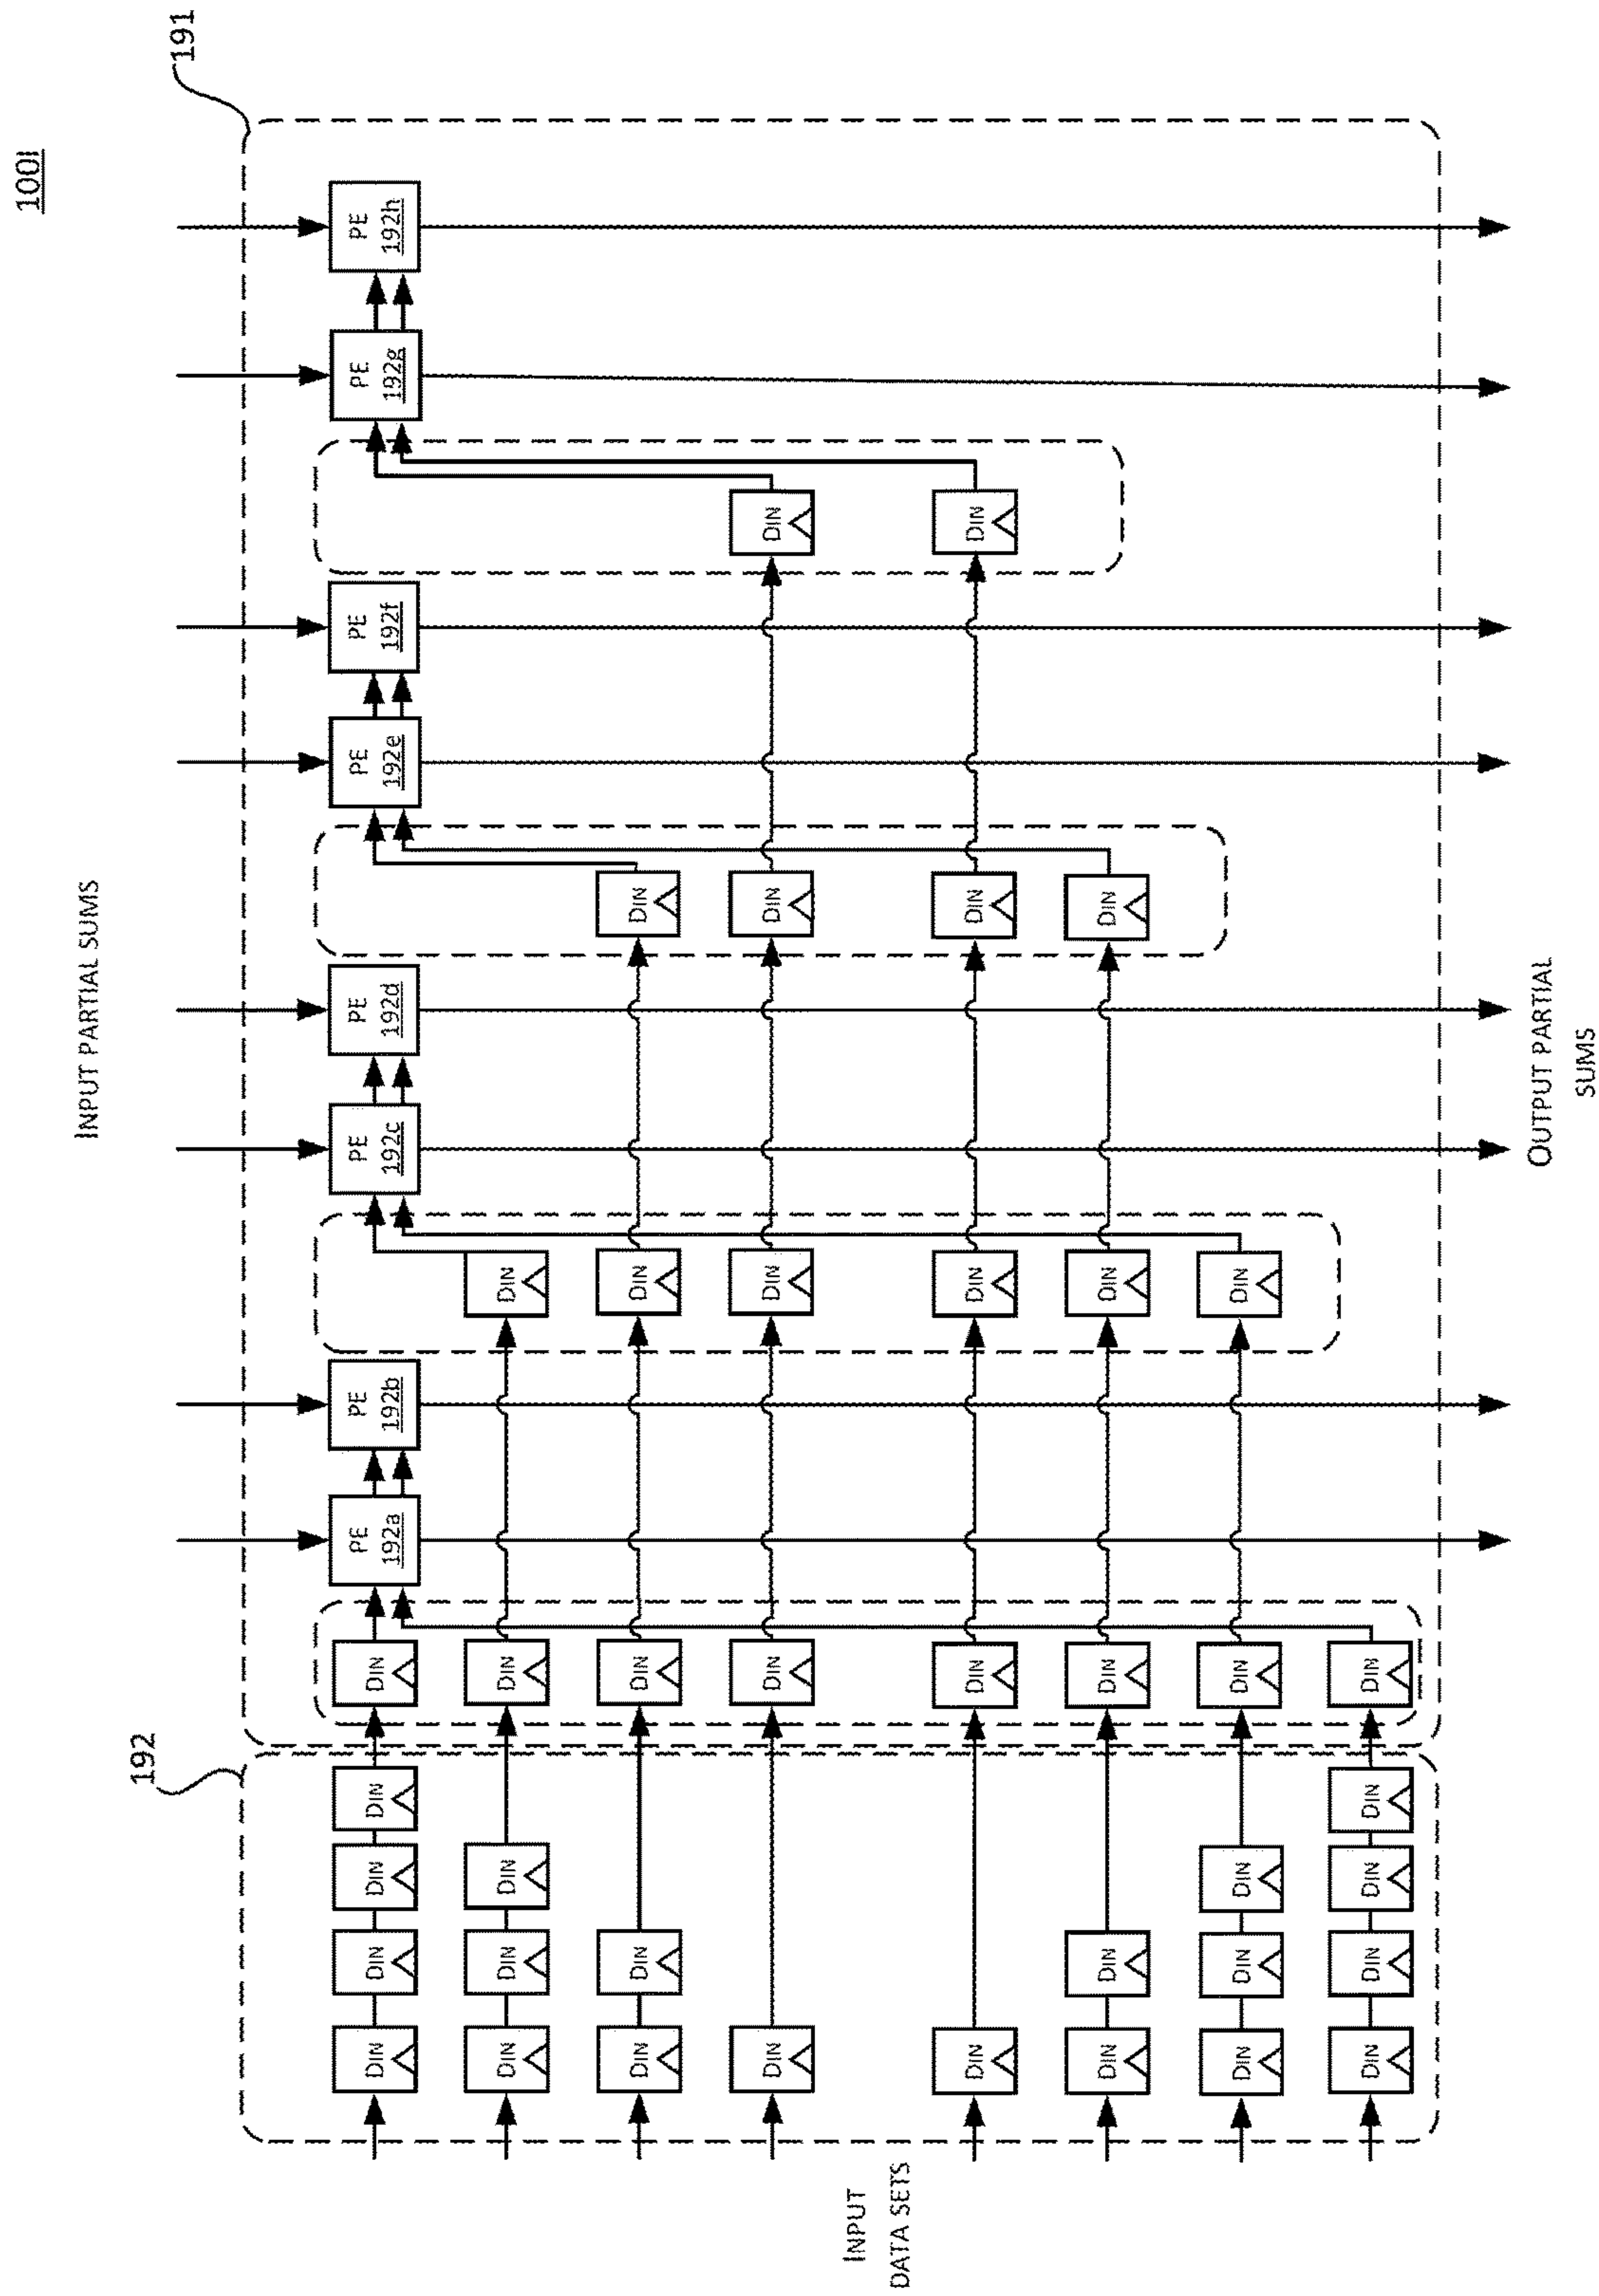 100I
INPUT PARTIAL SUMS
192
191
DIN DIN DIN DIN DIN
PE
192a
PE
192b
PE
192c
PE
192d
PE
192e
PE
192f
PE
192g
PE
192h
DIN DIN DIN DIN DIN
DIN DIN DIN DIN DIN
DIN DIN DIN DIN DIN
INPUT
DATA SETS
DIN DIN DIN DIN DIN
DIN DIN DIN DIN DIN
DIN DIN DIN DIN DIN
DIN DIN DIN DIN DIN
OUTPUT PARTIAL
SUMS